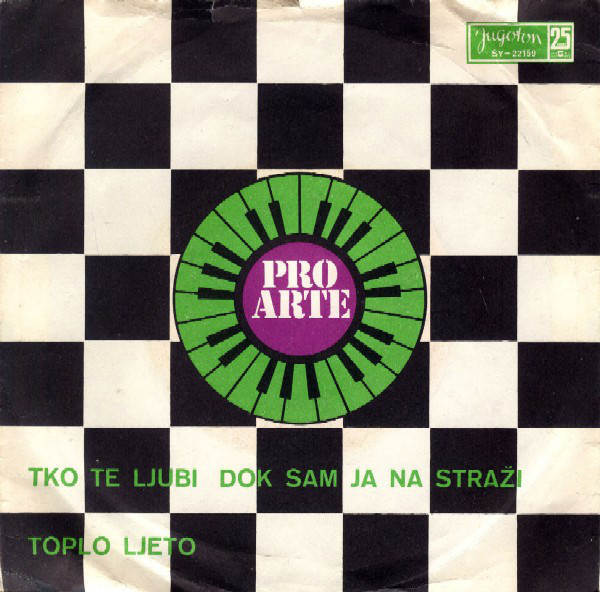 Jugoton
SY-22159
25
PRO
ARTE
TKO TE LJUBI DOK SAM JA NA STRAŽI
TOPLO LJETO